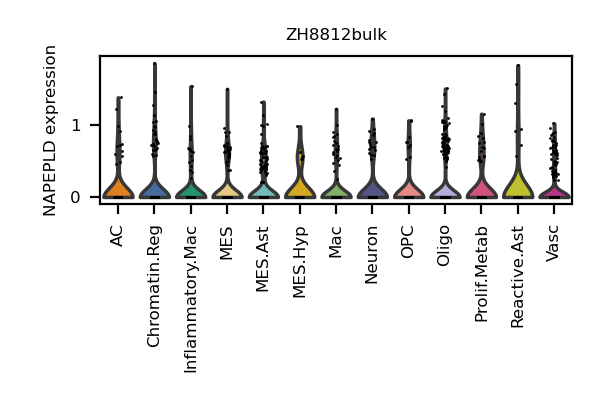 ZH8812bulk
NAPEPLD expression
1
0
AC
Chromatin.Reg
Inflammatory.Mac
MES
MES.Ast
MES.Hyp
Mac
Neuron
OPC
Oligo
Prolif.Metab
Reactive.Ast
Vasc